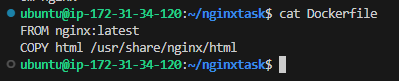 ubuntu@ip-172-31-34-120:~/nginxtask$ cat Dockerfile
FROM nginx:latest
COPY html /usr/share/nginx/html
ubuntu@ip-172-31-34-120:~/nginxtask$